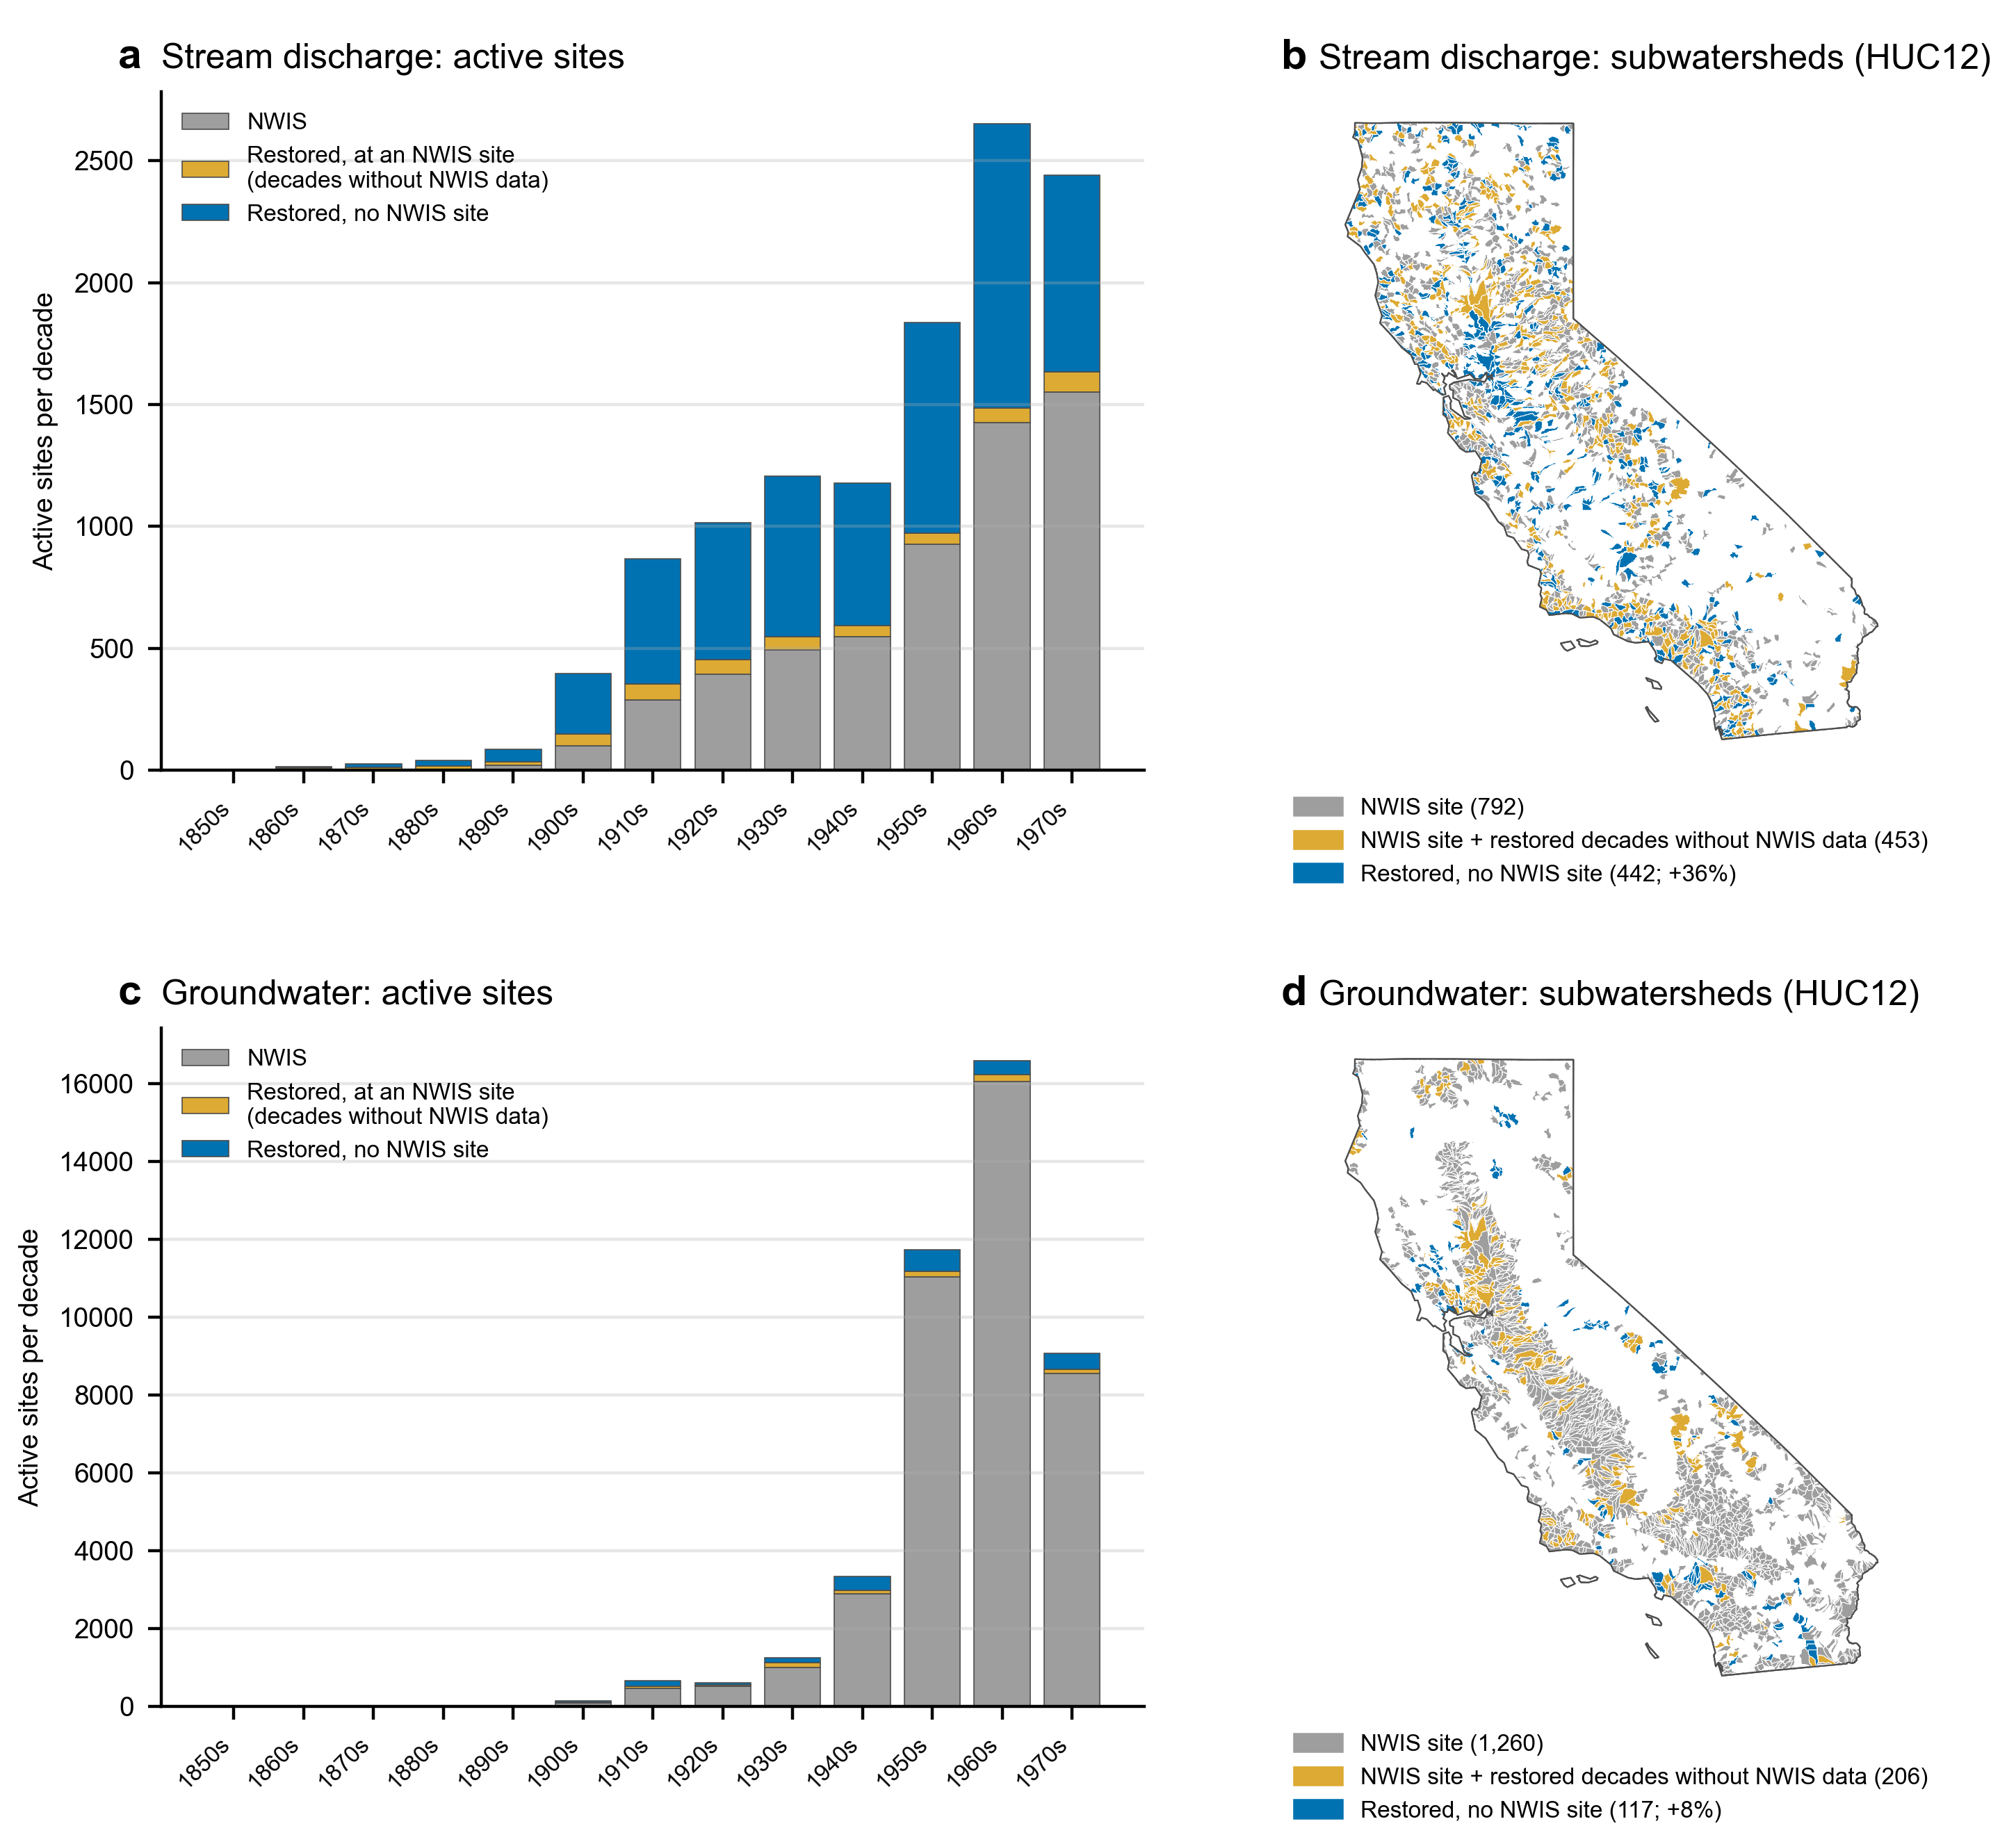 a Stream discharge: active sites
NWIS
Restored, at an NWIS site
(decades without NWIS data)
Restored, no NWIS site
Active sites per decade
2500
2000
1500
1000
500
0
1850s
1860s
1870s
1880s
1890s
1900s
1910s
1920s
1930s
1940s
1950s
1960s
1970s
b Stream discharge: subwatersheds (HUC12)
NWIS site (792)
NWIS site + restored decades without NWIS data (453)
Restored, no NWIS site (442; +36%)
c Groundwater: active sites
NWIS
Restored, at an NWIS site
(decades without NWIS data)
Restored, no NWIS site
Active sites per decade
16000
14000
12000
10000
8000
6000
4000
2000
0
1850s
1860s
1870s
1880s
1890s
1900s
1910s
1920s
1930s
1940s
1950s
1960s
1970s
d Groundwater: subwatersheds (HUC12)
NWIS site (1,260)
NWIS site + restored decades without NWIS data (206)
Restored, no NWIS site (117; +8%)